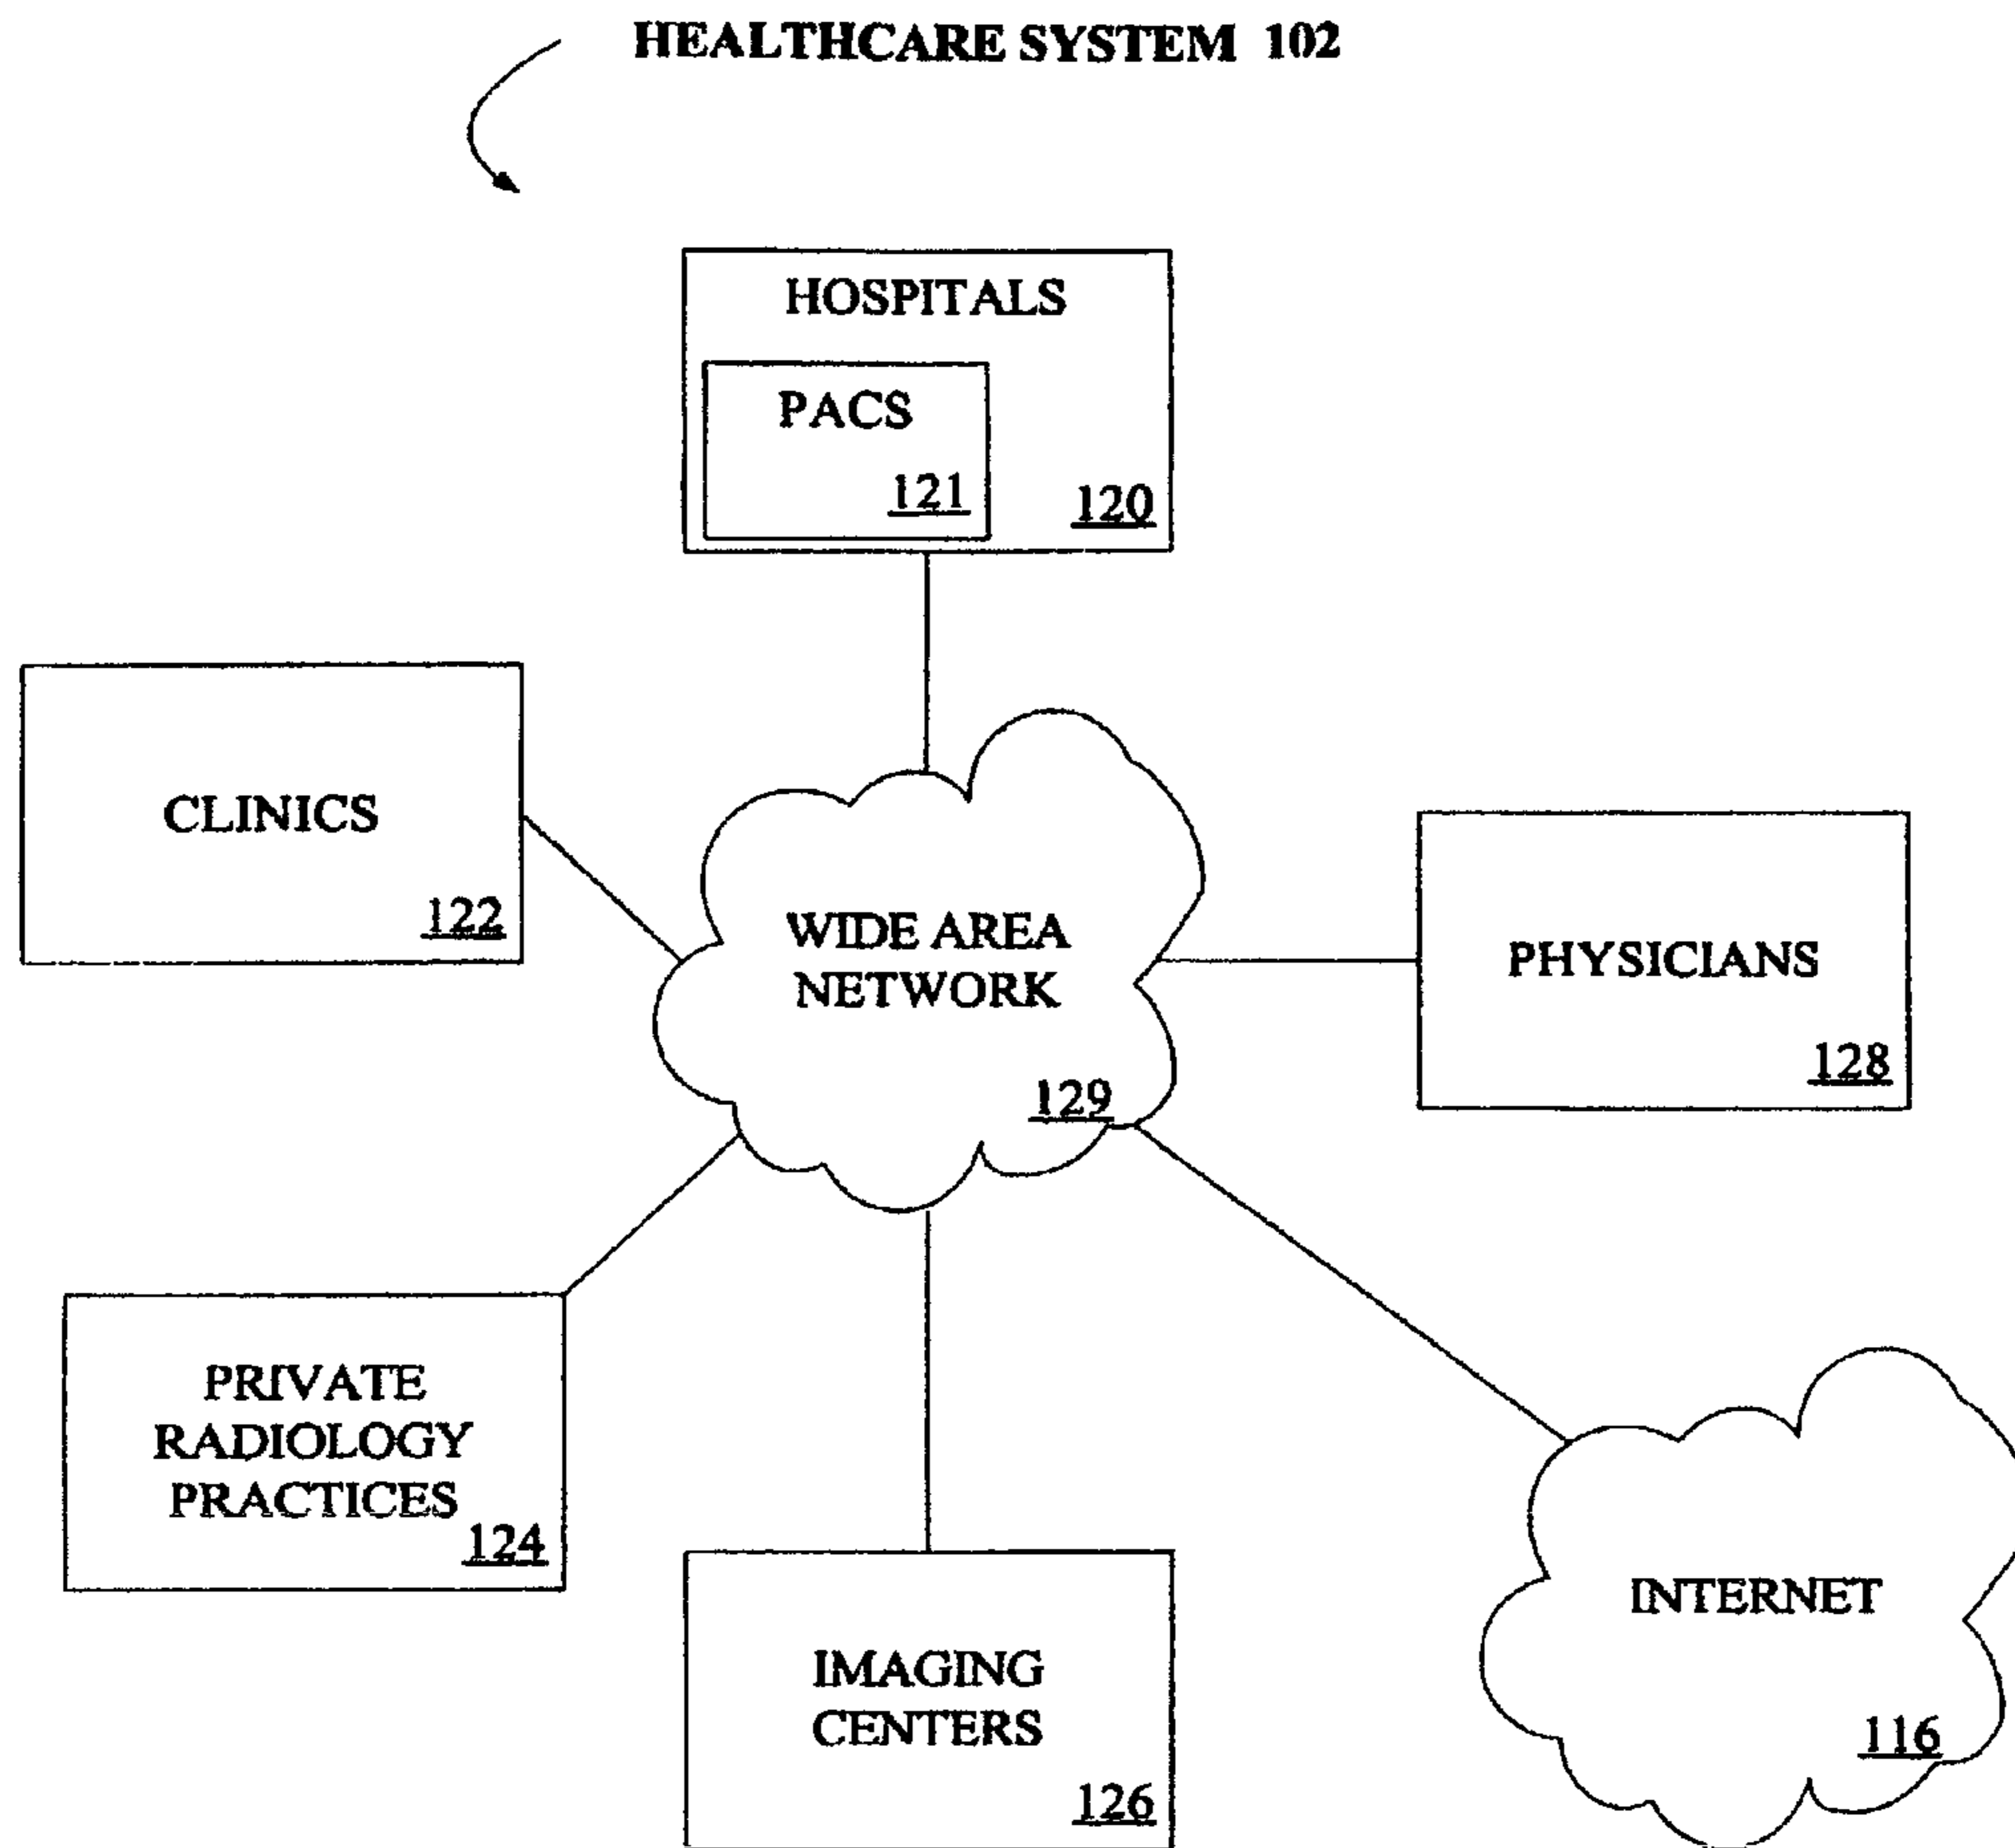 HEALTHCARE SYSTEM 102
HOSPITALS
PACS
121
120
CLINICS
122
WIDE AREA
NETWORK
129
PHYSICIANS
128
PRIVATE
RADIOLOGY
PRACTICES
124
IMAGING
CENTERS
126
INTERNET
116